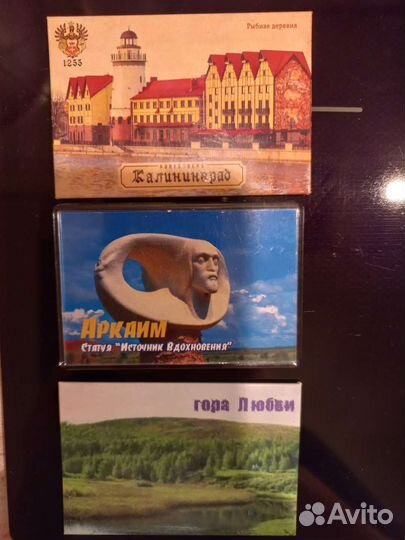 Рыбная деревня
1255
Калининград
АРКАИМ
СТАТУЯ "ИСТОЧНИК ВДОХНОВЕНИЯ"
гора Любви
Avito